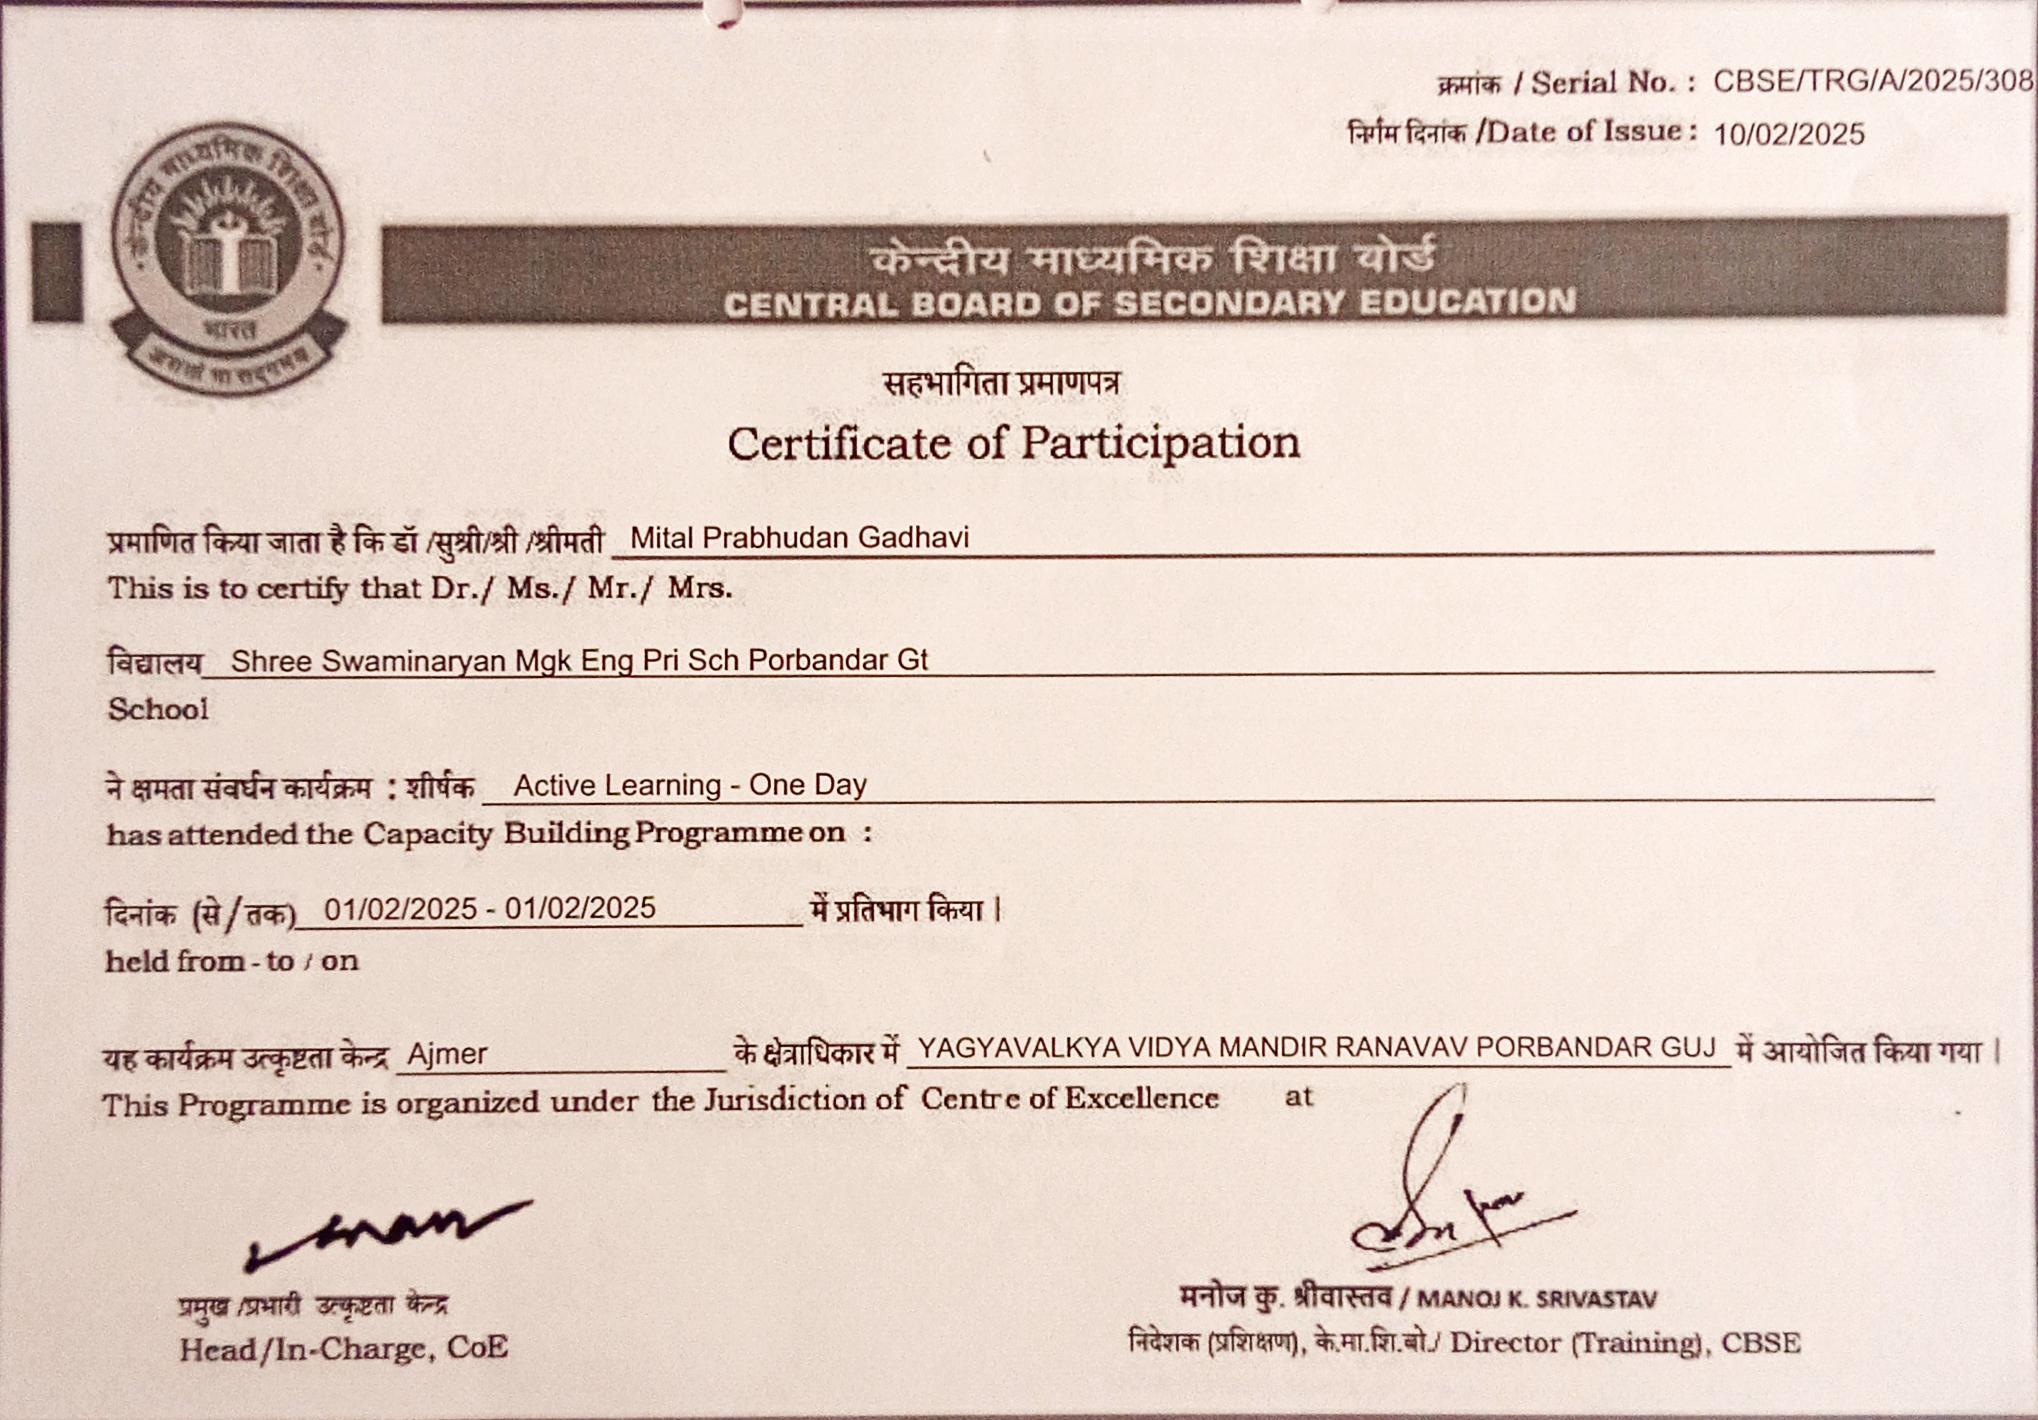 क्रमांक / Serial No. : CBSE/TRG/A/2025/308
निर्गम दिनांक /Date of Issue : 10/02/2025
केन्द्रीय माध्यमिक शिक्षा बोर्ड
भारत
असतो मा सद्गमय
केन्द्रीय माध्यमिक शिक्षा बोर्ड
CENTRAL BOARD OF SECONDARY EDUCATION
सहभागिता प्रमाणपत्र
Certificate of Participation
प्रमाणित किया जाता है कि डॉ /सुश्री/श्री /श्रीमती Mital Prabhudan Gadhavi
This is to certify that Dr./ Ms./ Mr./ Mrs.
विद्यालय Shree Swaminaryan Mgk Eng Pri Sch Porbandar Gt
School
ने क्षमता संवर्धन कार्यक्रम : शीर्षक Active Learning - One Day
has attended the Capacity Building Programme on :
दिनांक (से/तक) 01/02/2025 - 01/02/2025 में प्रतिभाग किया।
held from - to / on
यह कार्यक्रम उत्कृष्टता केन्द्र Ajmer के क्षेत्राधिकार में YAGYAVALKYA VIDYA MANDIR RANAVAV PORBANDAR GUJ में आयोजित किया गया।
This Programme is organized under the Jurisdiction of Centre of Excellence at
प्रमुख /प्रभारी उत्कृष्टता केन्द्र
Head/In-Charge, CoE
मनोज कु. श्रीवास्तव / MANOJ K. SRIVASTAV
निदेशक (प्रशिक्षण), के.मा.शि.बो./ Director (Training), CBSE